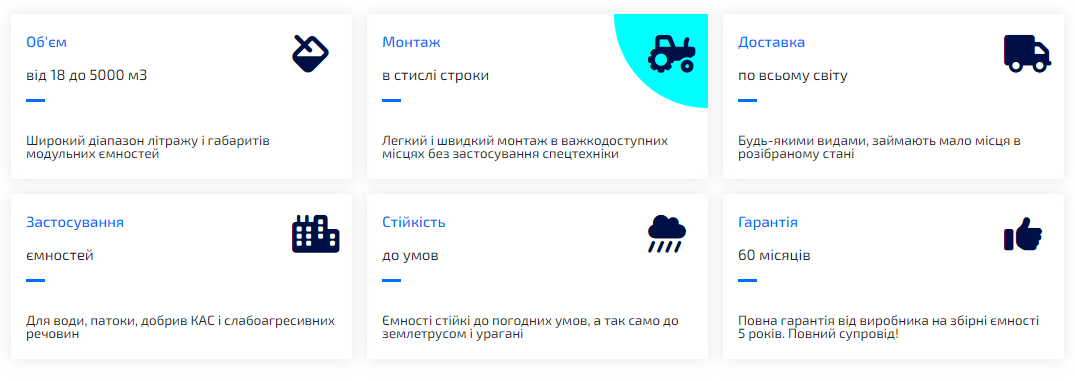 Об'єм
від 18 до 5000 м3
Широкий діапазон літражу і габаритів
модульних ємностей
Монтаж
в стислі строки
Легкий і швидкий монтаж в важкодоступних
місцях без застосування спецтехніки
Доставка
по всьому світу
Будь-якими видами, займають мало місця в
розібраному стані
Застосування
ємностей
Для води, патоки, добрив КАС і слабоагресивних
речовин
Стійкість
до умов
Ємності стійкі до погодних умов, а так само до
землетрусом і урагані
Гарантія
60 місяців
Повна гарантія від виробника на збірні ємності
5 років. Повний супровід!